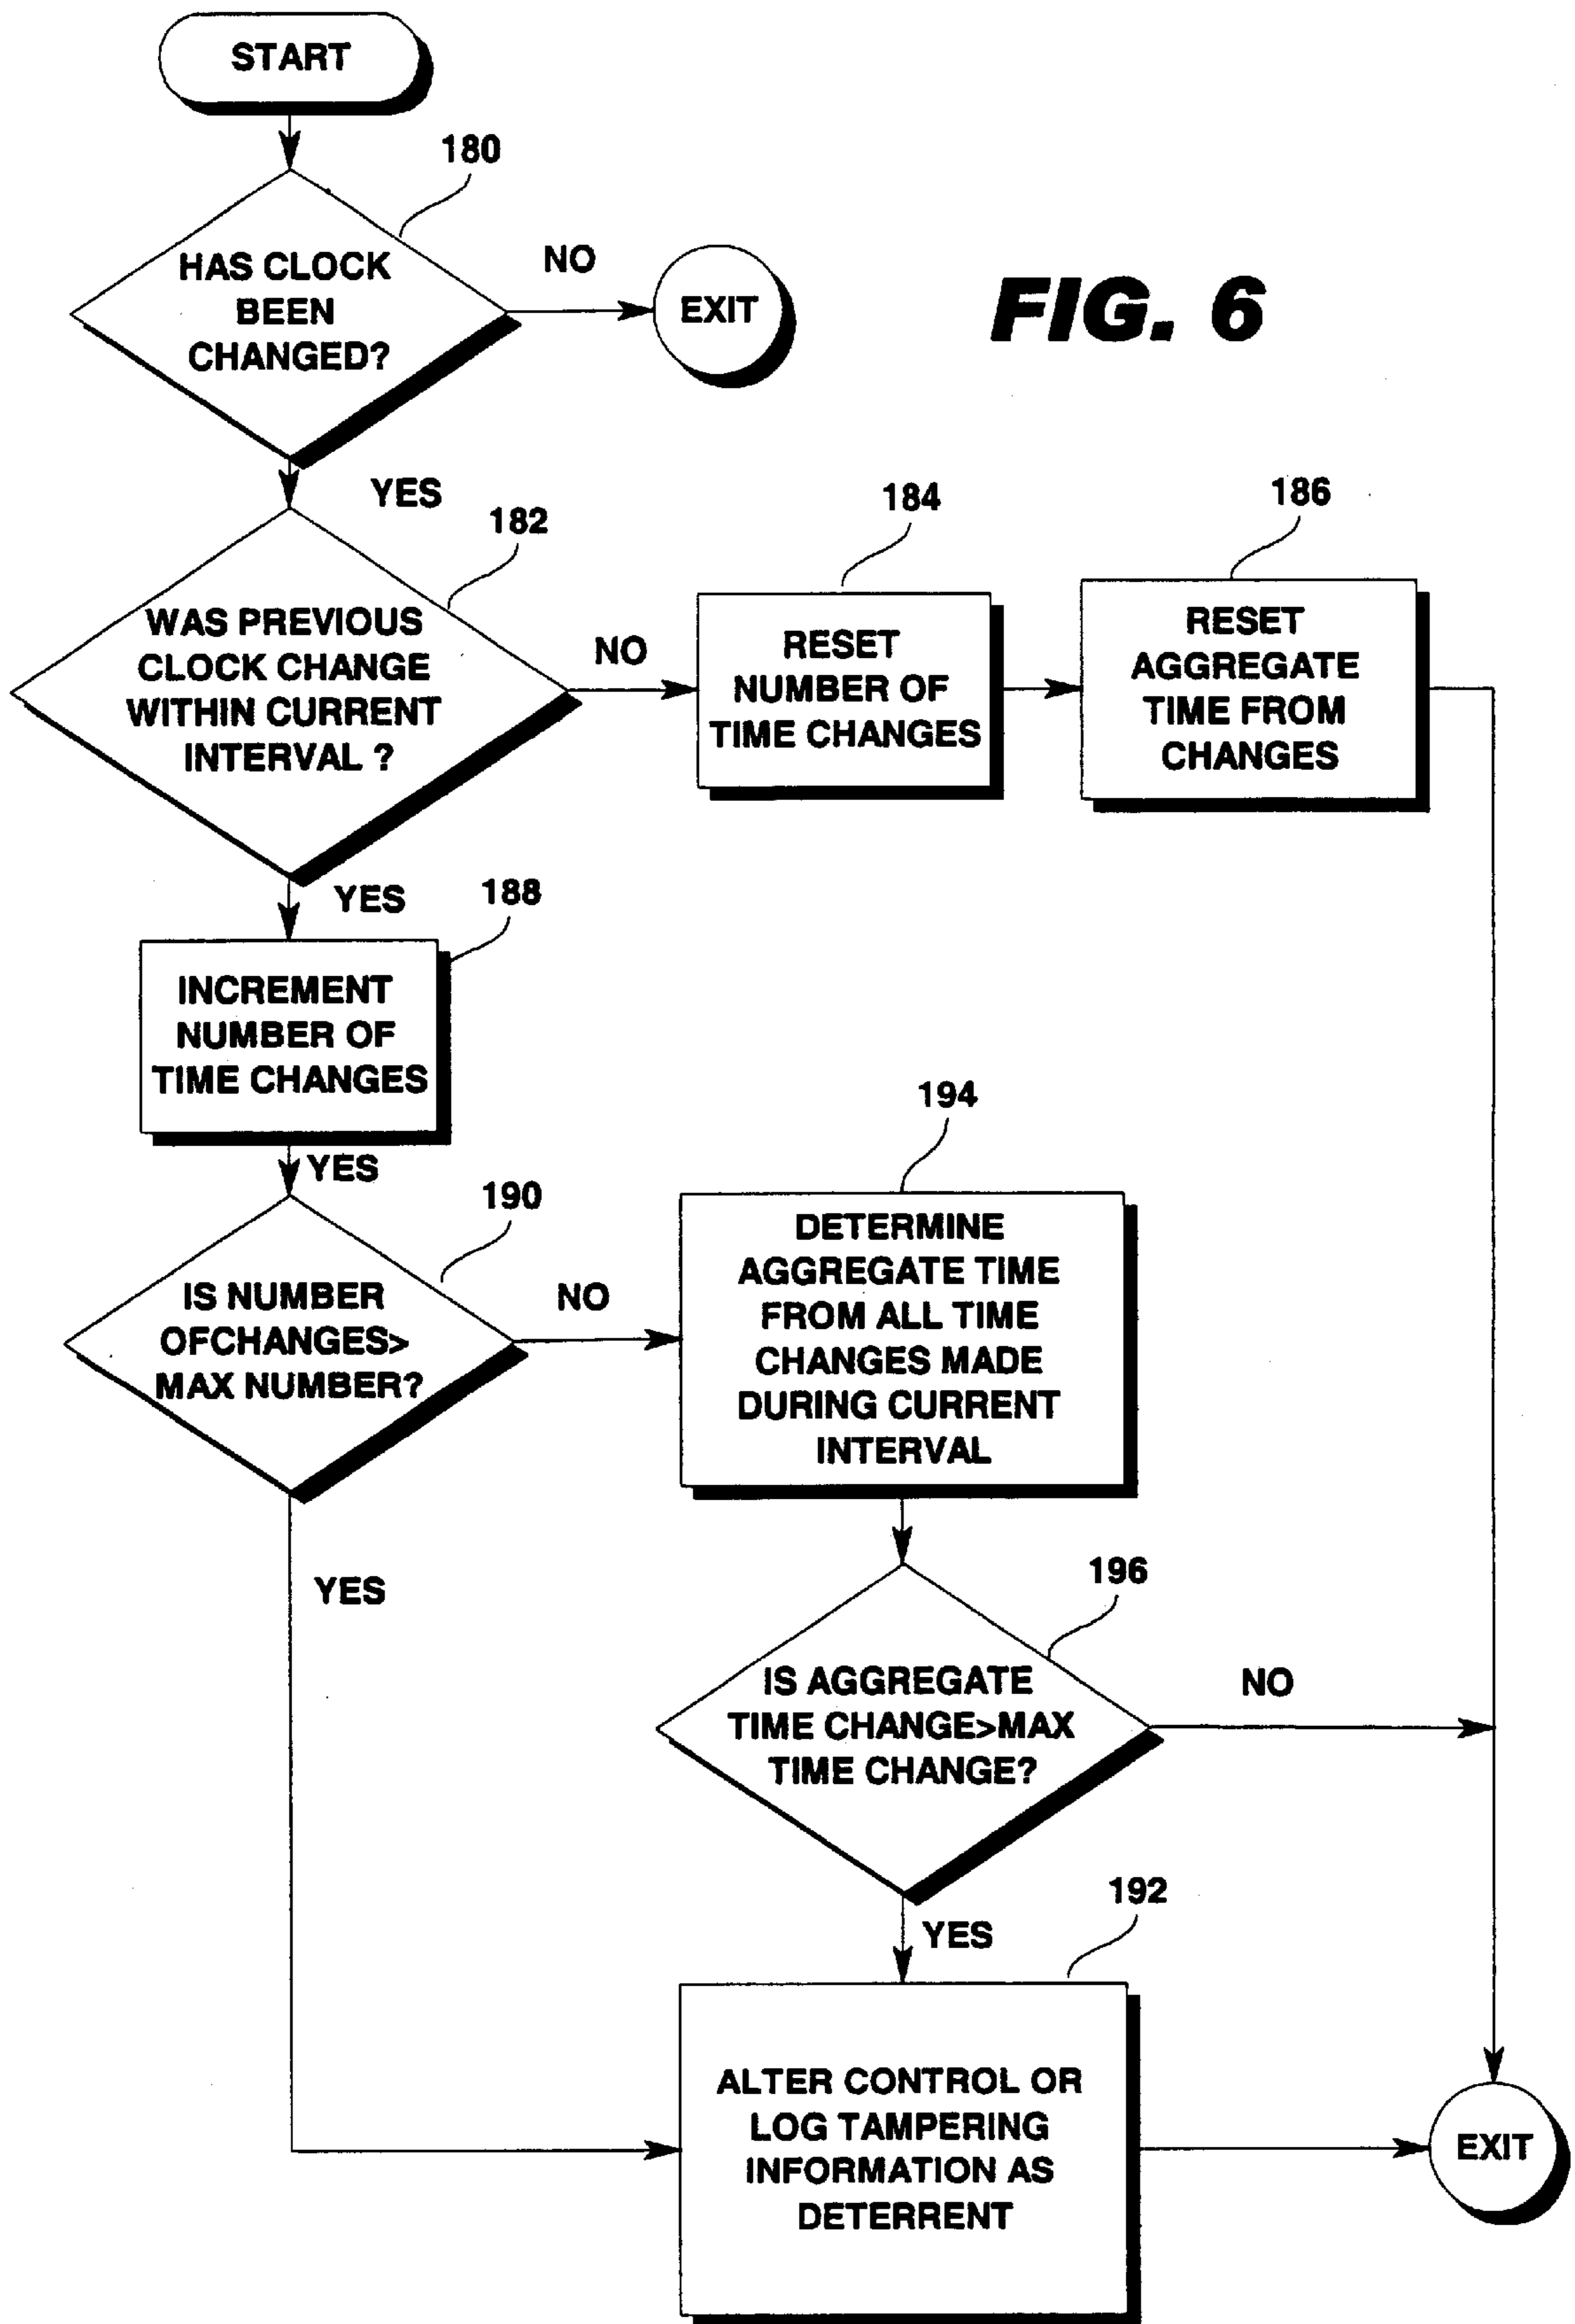 START
180
HAS CLOCK
BEEN
CHANGED?
NO
EXIT
FIG. 6
YES
182
WAS PREVIOUS
CLOCK CHANGE
WITHIN CURRENT
INTERVAL ?
NO
184
RESET
NUMBER OF
TIME CHANGES
186
RESET
AGGREGATE
TIME FROM
CHANGES
YES
188
INCREMENT
NUMBER OF
TIME CHANGES
YES
190
IS NUMBER
OFCHANGES>
MAX NUMBER?
NO
194
DETERMINE
AGGREGATE TIME
FROM ALL TIME
CHANGES MADE
DURING CURRENT
INTERVAL
YES
196
IS AGGREGATE
TIME CHANGE>MAX
TIME CHANGE?
NO
YES
192
ALTER CONTROL OR
LOG TAMPERING
INFORMATION AS
DETERRENT
EXIT